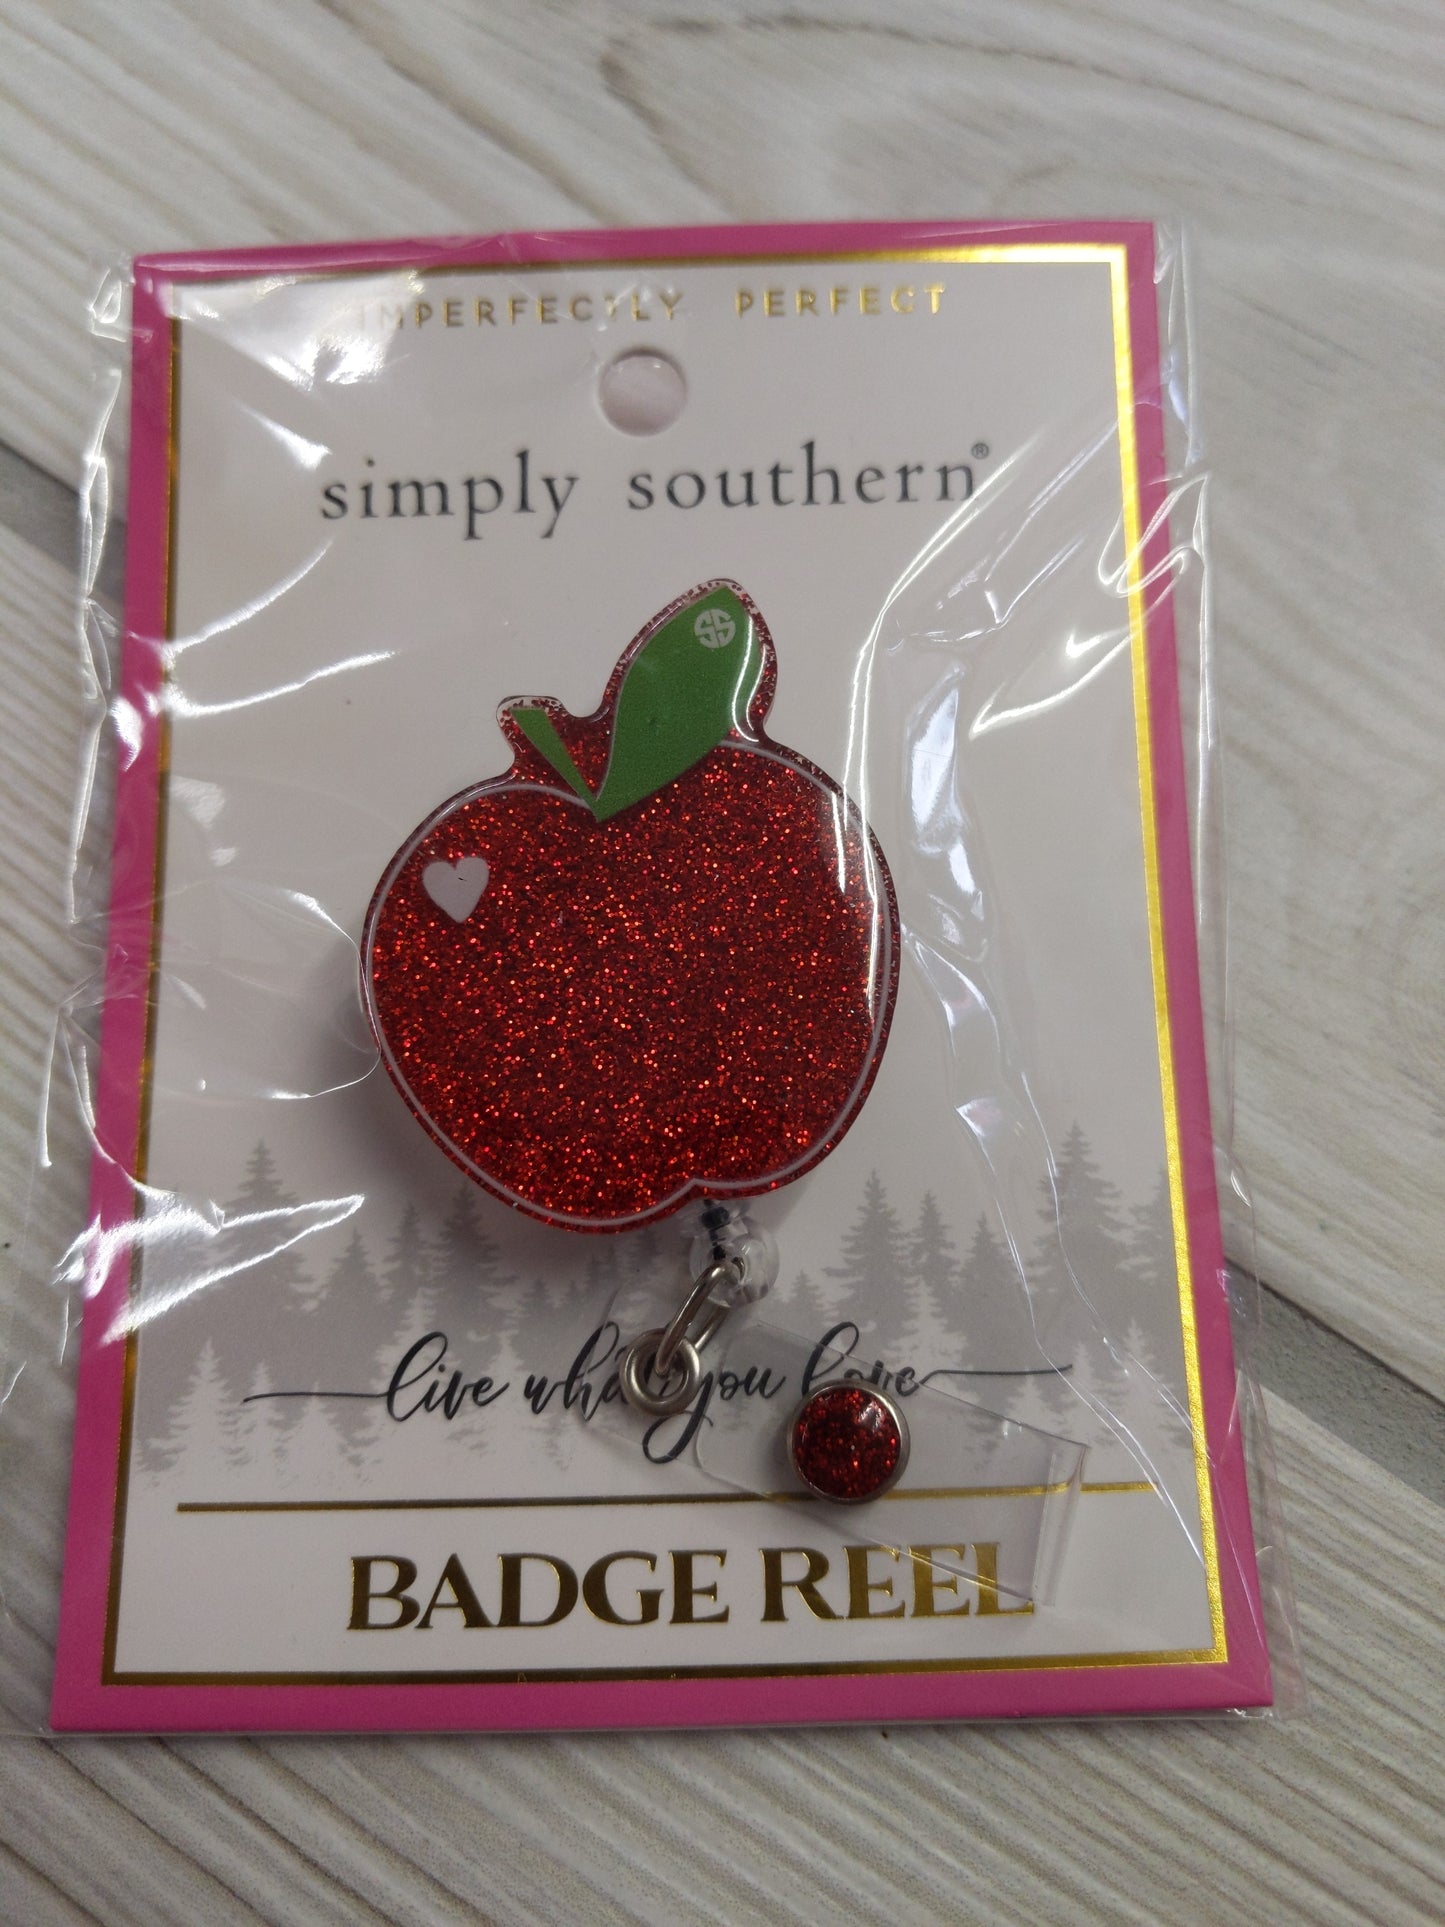 IMPERFECTLY PERFECT
simply southern®
SS
live what you love
BADGE REEL